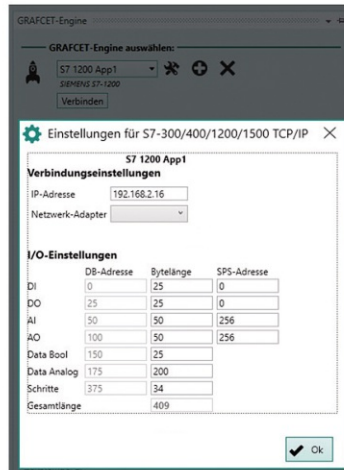 GRAFCET-Engine
GRAFCET-Engine auswählen:
S7 1200 App1
SIEMENS S7-1200
Verbinden
Einstellungen für S7-300/400/1200/1500 TCP/IP
S7 1200 App1
Verbindungseinstellungen
IP-Adresse 192.168.2.16
Netzwerk-Adapter
I/O-Einstellungen
DB-Adresse Bytelänge SPS-Adresse
DI 0 25 0
DO 25 25 0
AI 50 50 256
AO 100 50 256
Data Bool 150 25
Data Analog 175 200
Schritte 375 34
Gesamtlänge 409
Ok